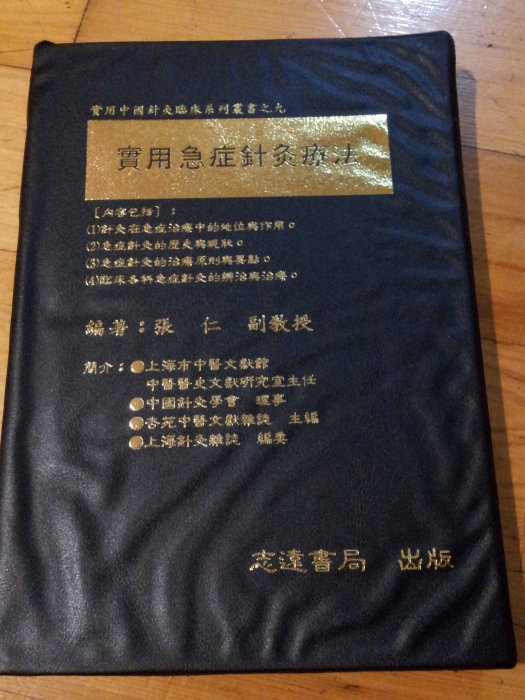 實用中國針灸臨床系列叢書之九
實用急症針灸療法
［內容包括］：
⑴針灸在急症治療中的地位與作用。
⑵急症針灸的歷史與現狀。
⑶急症針灸的治療原則與要點。
⑷臨床各科急症針灸的辨治與治療。
編著：張 仁 副教授
簡介：●上海市中醫文獻館
中醫醫史文獻研究室主任
●中國針灸學會 理事
●杏苑中醫文獻雜誌 主編
●上海針灸雜誌 編委
志遠書局 出版